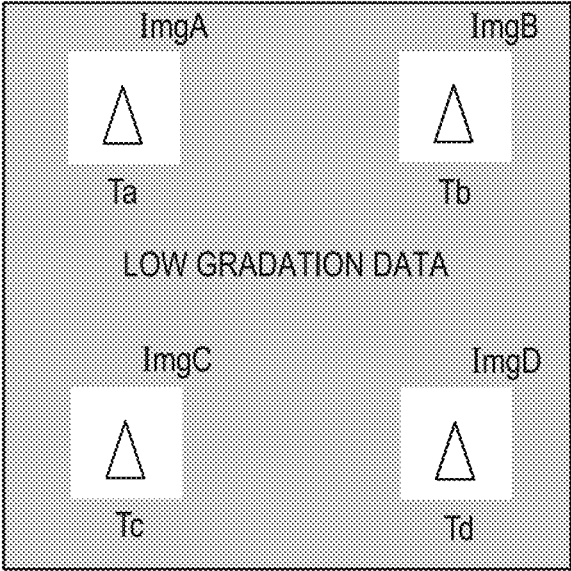 ImgA ImgB
Ta Tb
LOW GRADATION DATA
ImgC ImgD
Tc Td